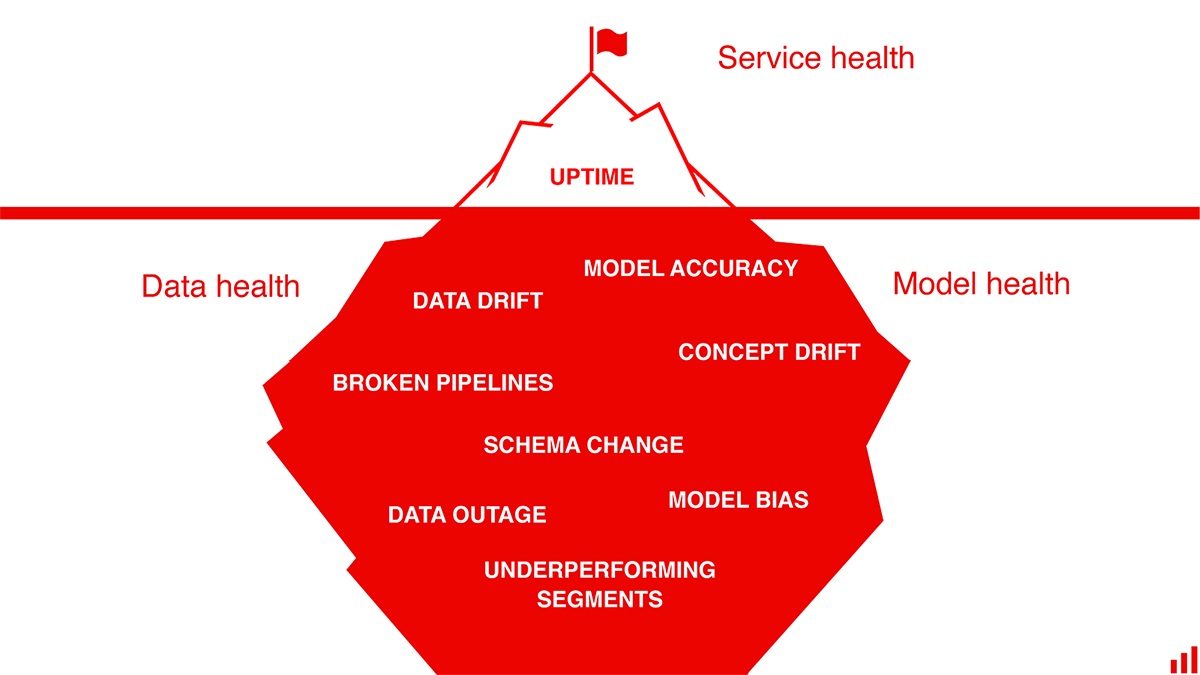 Service health
UPTIME
Data health
MODEL ACCURACY
Model health
DATA DRIFT
CONCEPT DRIFT
BROKEN PIPELINES
SCHEMA CHANGE
MODEL BIAS
DATA OUTAGE
UNDERPERFORMING
SEGMENTS